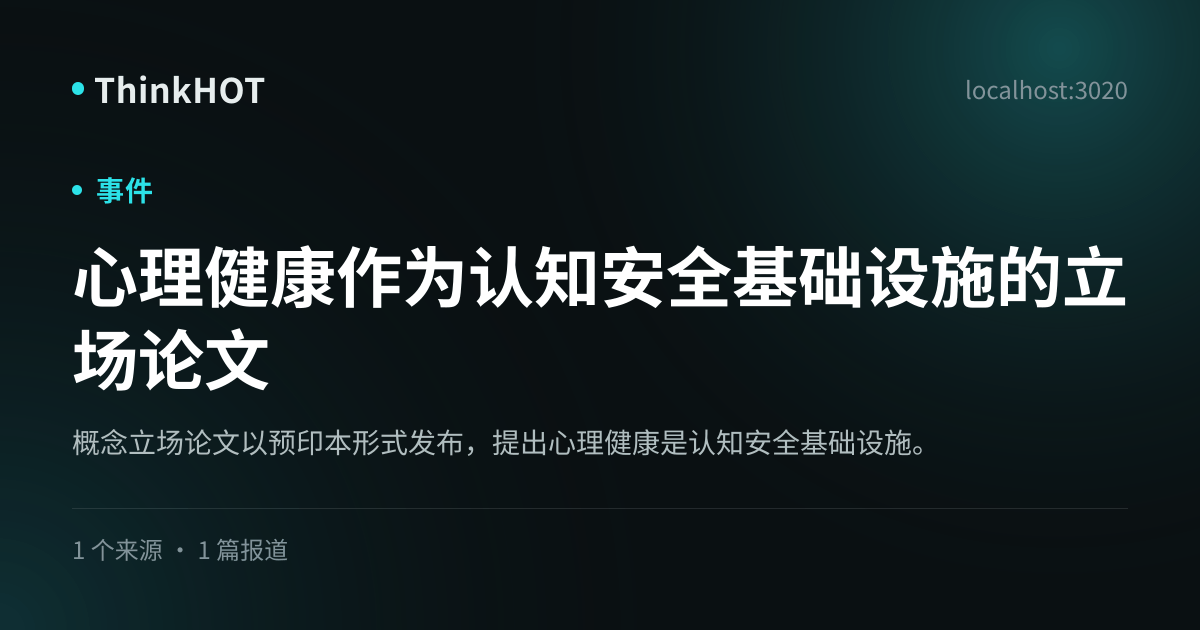 ThinkHOT
localhost:3020
事件
心理健康作为认知安全基础设施的立
场论文
概念立场论文以预印本形式发布，提出心理健康是认知安全基础设施。
1 个来源 · 1 篇报道